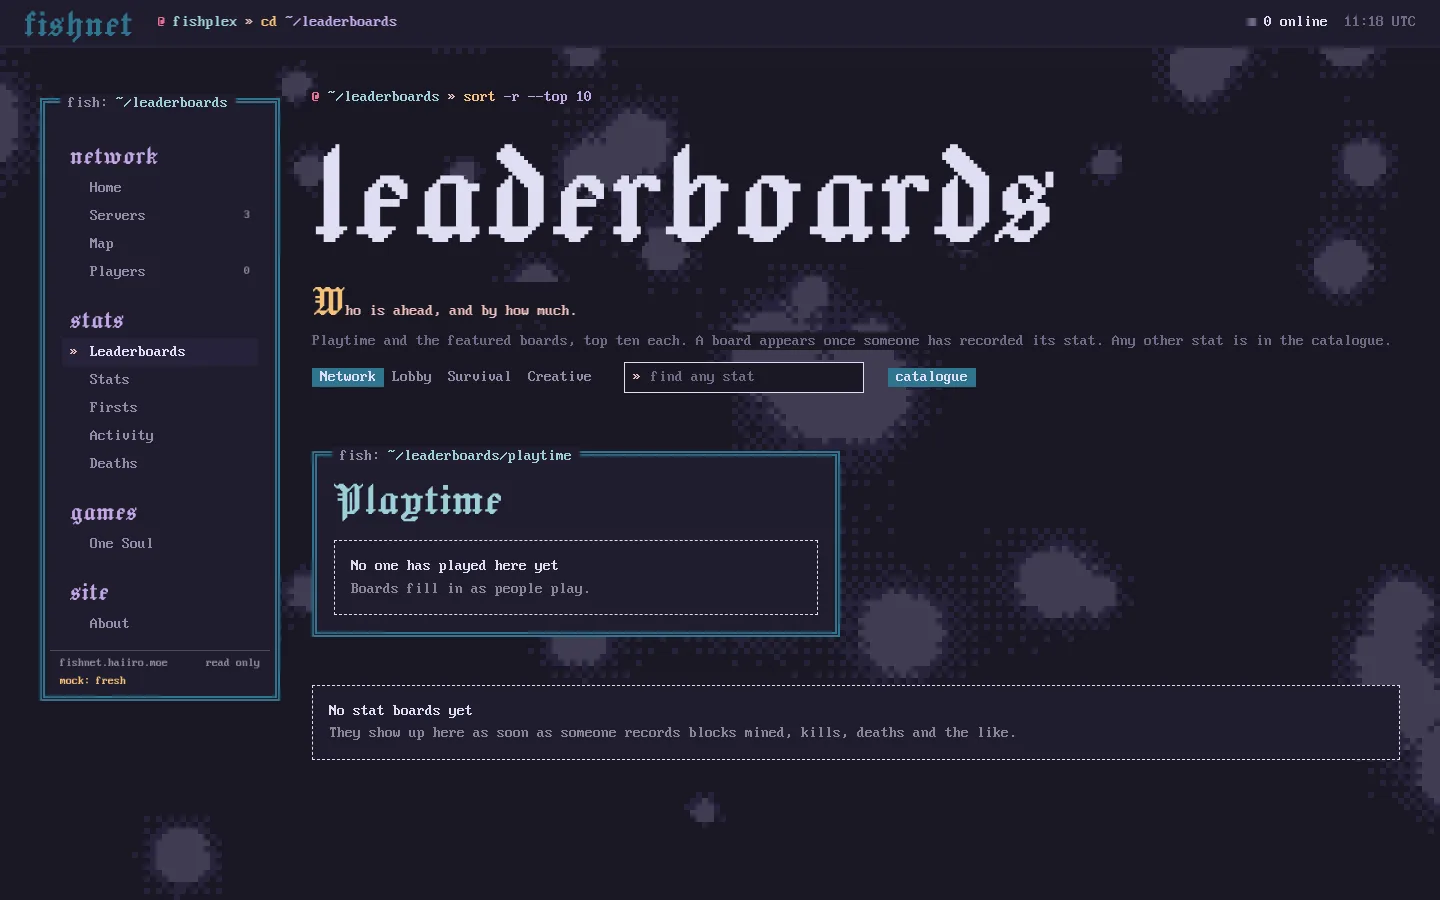 fishnet @ fishplex » cd ~/leaderboards
0 online 11:18 UTC
fish: ~/leaderboards
network
Home
Servers 3
Map
Players 0
stats
» Leaderboards
Stats
Firsts
Activity
Deaths
games
One Soul
site
About
fishnet.haiiro.moe read only
mock: fresh
@ ~/leaderboards » sort -r --top 10
leaderboards
Who is ahead, and by how much.
Playtime and the featured boards, top ten each. A board appears once someone has recorded its stat. Any other stat is in the catalogue.
Network Lobby Survival Creative » find any stat catalogue
fish: ~/leaderboards/playtime
Playtime
No one has played here yet
Boards fill in as people play.
No stat boards yet
They show up here as soon as someone records blocks mined, kills, deaths and the like.